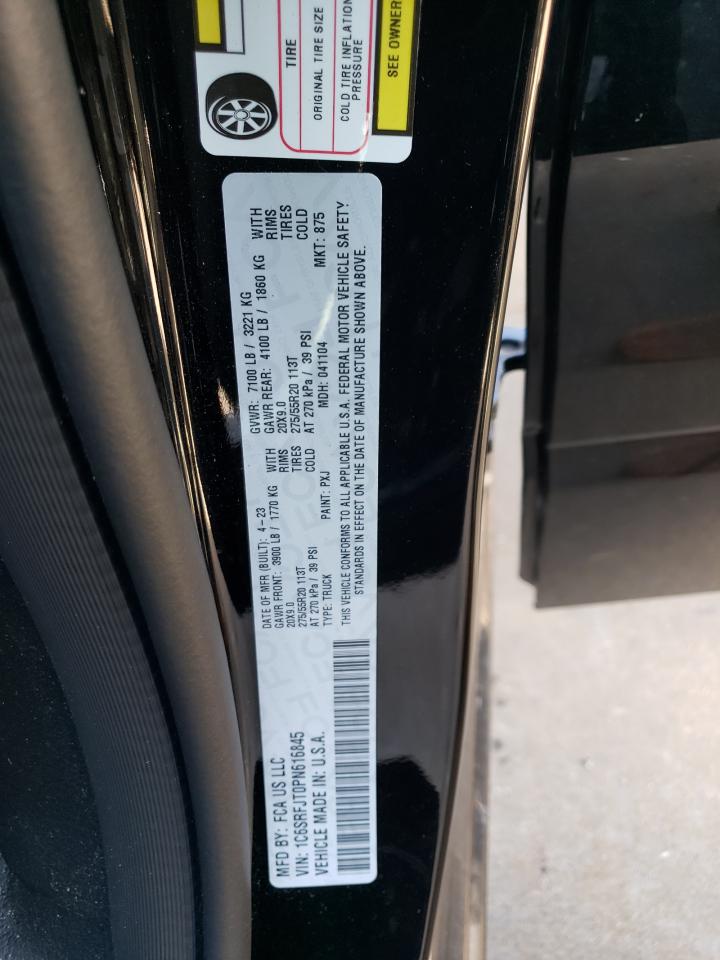 MFD BY: FCA US LLC
VIN: 1C6SRFJT0PN616845
VEHICLE MADE IN: U.S.A.
DATE OF MFR (BUILT): 4-23
GAWR FRONT: 3900 LB / 1770 KG WITH
20X9.0 RIMS
275/55R20 113T TIRES
AT 270 kPa / 39 PSI COLD
TYPE: TRUCK PAINT: PXJ
GVWR: 7100 LB / 3221 KG
GAWR REAR: 4100 LB / 1860 KG WITH
20X9.0 RIMS
275/55R20 113T TIRES
AT 270 kPa / 39 PSI COLD
MDH: 041104 MKT: 875
THIS VEHICLE CONFORMS TO ALL APPLICABLE U.S.A. FEDERAL MOTOR VEHICLE SAFETY
STANDARDS IN EFFECT ON THE DATE OF MANUFACTURE SHOWN ABOVE.
TIRE
ORIGINAL TIRE SIZE
COLD TIRE INFLATION
PRESSURE
SEE OWNER